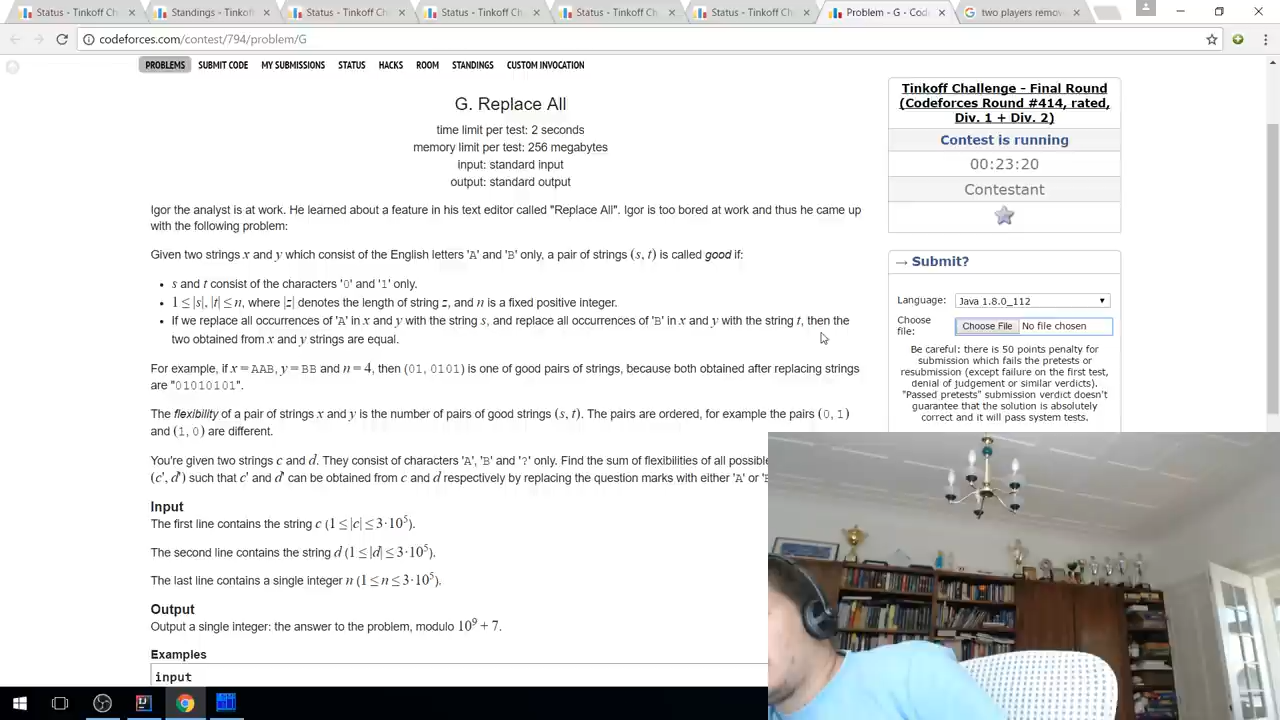 Status - Tinkoff Ch
Standings - Tinkoff
Status - Tinkoff Ch
Status - Tinkoff Ch
Status - Tinkoff Ch
Status - Tinkoff Ch
Problem - G - Code
two players remov
codeforces.com/contest/794/problem/G
PROBLEMS SUBMIT CODE MY SUBMISSIONS STATUS HACKS ROOM STANDINGS CUSTOM INVOCATION
G. Replace All
time limit per test: 2 seconds
memory limit per test: 256 megabytes
input: standard input
output: standard output
Igor the analyst is at work. He learned about a feature in his text editor called "Replace All". Igor is too bored at work and thus he came up
with the following problem:
Given two strings x and y which consist of the English letters 'A' and 'B' only, a pair of strings (s, t) is called good if:
• s and t consist of the characters '0' and '1' only.
• 1 ≤ |s|, |t| ≤ n, where |z| denotes the length of string z, and n is a fixed positive integer.
• If we replace all occurrences of 'A' in x and y with the string s, and replace all occurrences of 'B' in x and y with the string t, then the
two obtained from x and y strings are equal.
For example, if x = AAB, y = BB and n = 4, then (01, 0101) is one of good pairs of strings, because both obtained after replacing strings
are "01010101".
The flexibility of a pair of strings x and y is the number of pairs of good strings (s, t). The pairs are ordered, for example the pairs (0, 1)
and (1, 0) are different.
You're given two strings c and d. They consist of characters 'A', 'B' and '?' only. Find the sum of flexibilities of all possible
(c', d') such that c' and d' can be obtained from c and d respectively by replacing the question marks with either 'A' or 'B
Input
The first line contains the string c (1 ≤ |c| ≤ 3·10⁵).
The second line contains the string d (1 ≤ |d| ≤ 3·10⁵).
The last line contains a single integer n (1 ≤ n ≤ 3·10⁵).
Output
Output a single integer: the answer to the problem, modulo 10⁹ + 7.
Examples
input
Tinkoff Challenge - Final Round
(Codeforces Round #414, rated,
Div. 1 + Div. 2)
Contest is running
00:23:20
Contestant
→ Submit?
Language: Java 1.8.0_112
Choose
file: Choose File No file chosen
Be careful: there is 50 points penalty for
submission which fails the pretests or
resubmission (except failure on the first test,
denial of judgement or similar verdicts).
"Passed pretests" submission verdict doesn't
guarantee that the solution is absolutely
correct and it will pass system tests.